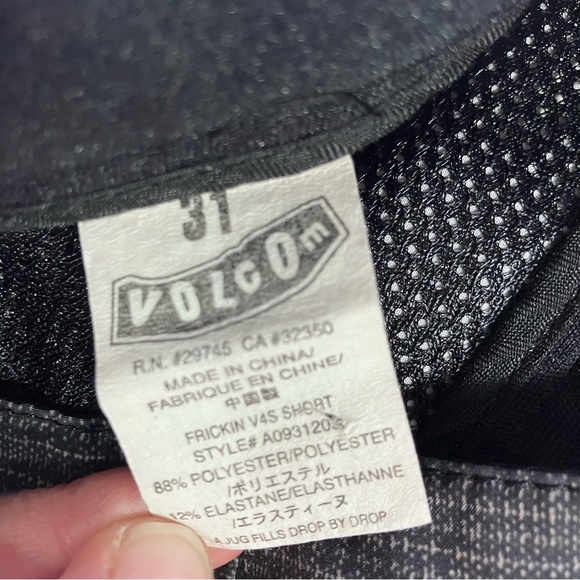 31
VOLCOM
R.N. #29745 CA #32350
MADE IN CHINA/
FABRIQUE EN CHINE/
中国製
FRICKIN V4S SHORT
STYLE# A0931203
88% POLYESTER/POLYESTER
/ポリエステル
12% ELASTANE/ELASTHANNE
/エラスティーヌ
A JUG FILLS DROP BY DROP